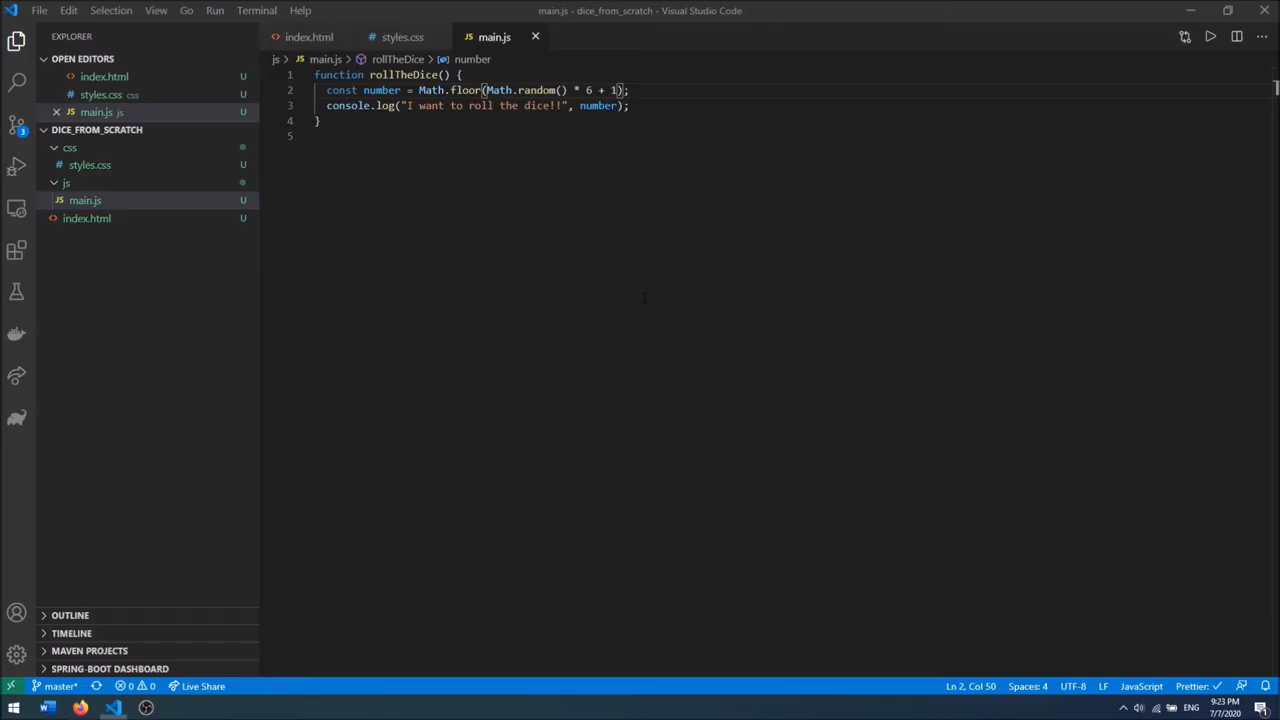 File Edit Selection View Go Run Terminal Help
main.js - dice_from_scratch - Visual Studio Code
EXPLORER
OPEN EDITORS
index.html U
styles.css css U
main.js js U
DICE_FROM_SCRATCH
css
styles.css U
js
main.js U
index.html U
OUTLINE
TIMELINE
MAVEN PROJECTS
SPRING-BOOT DASHBOARD
3
index.html styles.css JS main.js
js > JS main.js > rollTheDice > number
1 function rollTheDice() {
2 const number = Math.floor(Math.random() * 6 + 1);
3 console.log("I want to roll the dice!!", number);
4 }
5
master* 0 0 Live Share
Ln 2, Col 50 Spaces: 4 UTF-8 LF JavaScript Prettier: ✓
ENG
9:23 PM
7/7/2020
1